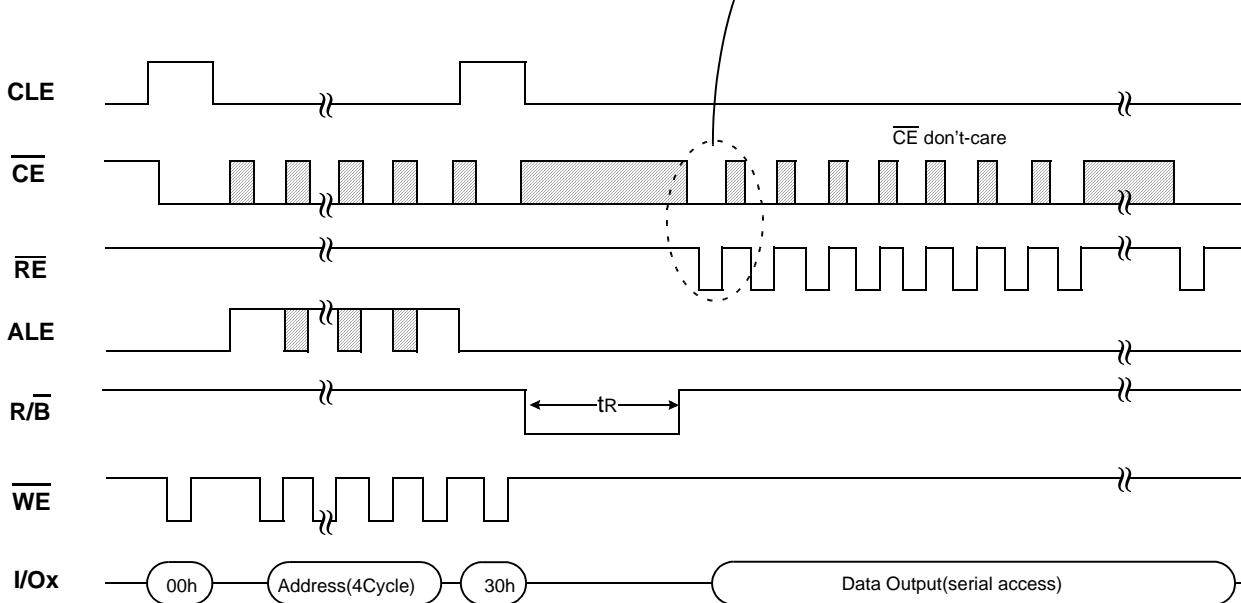 CLE
CE don't-care
CE
RE
ALE
R/B
tR
WE
I/Ox
00h
Address(4Cycle)
30h
Data Output(serial access)